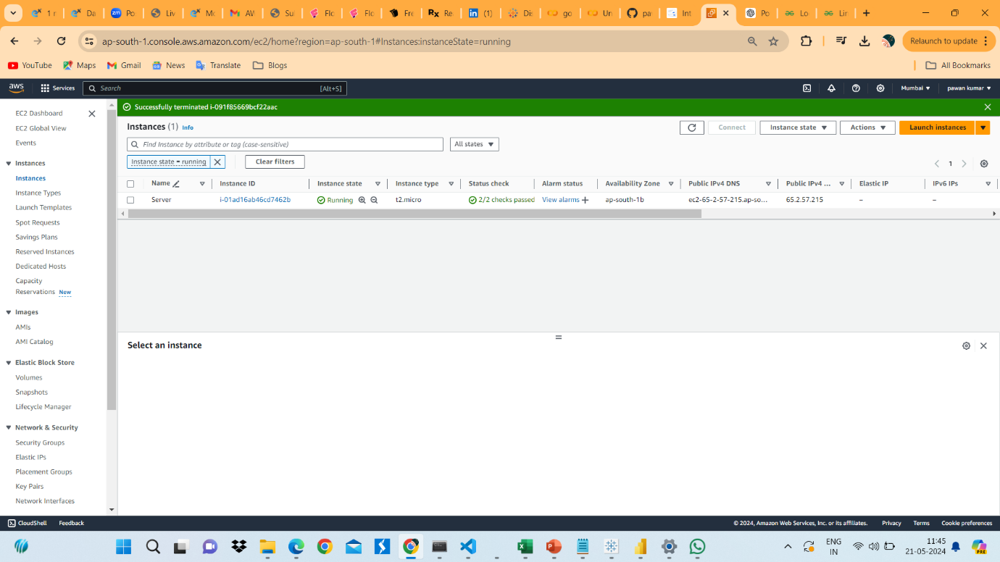 1 r
Da
Po
Liv
Mo
AW
Su
Flo
Flo
Fre
Rx
Re
(1)
Dis
go
Ur
pa
Int
Po
Lo
Lir
ap-south-1.console.aws.amazon.com/ec2/home?region=ap-south-1#Instances:instanceState=running
Relaunch to update
YouTube Maps Gmail News Translate Blogs All Bookmarks
aws Services Search [Alt+S] Mumbai pawan kumar
Successfully terminated i-091f85669bcf22aac
EC2 Dashboard
EC2 Global View
Events
Instances
Instances
Instance Types
Launch Templates
Spot Requests
Savings Plans
Reserved Instances
Dedicated Hosts
Capacity
Reservations New
Images
AMIs
AMI Catalog
Elastic Block Store
Volumes
Snapshots
Lifecycle Manager
Network & Security
Security Groups
Elastic IPs
Placement Groups
Key Pairs
Network Interfaces
Instances (1) Info
Connect Instance state Actions Launch instances
Find Instance by attribute or tag (case-sensitive) All states
Instance state = running Clear filters 1
Name Instance ID Instance state Instance type Status check Alarm status Availability Zone Public IPv4 DNS Public IPv4 ... Elastic IP IPv6 IPs
Server i-01ad16ab46cd7462b Running t2.micro 2/2 checks passed View alarms + ap-south-1b ec2-65-2-57-215.ap-so... 65.2.57.215 – –
Select an instance
CloudShell Feedback © 2024, Amazon Web Services, Inc. or its affiliates. Privacy Terms Cookie preferences
ENG
IN
11:45
21-05-2024
PRE